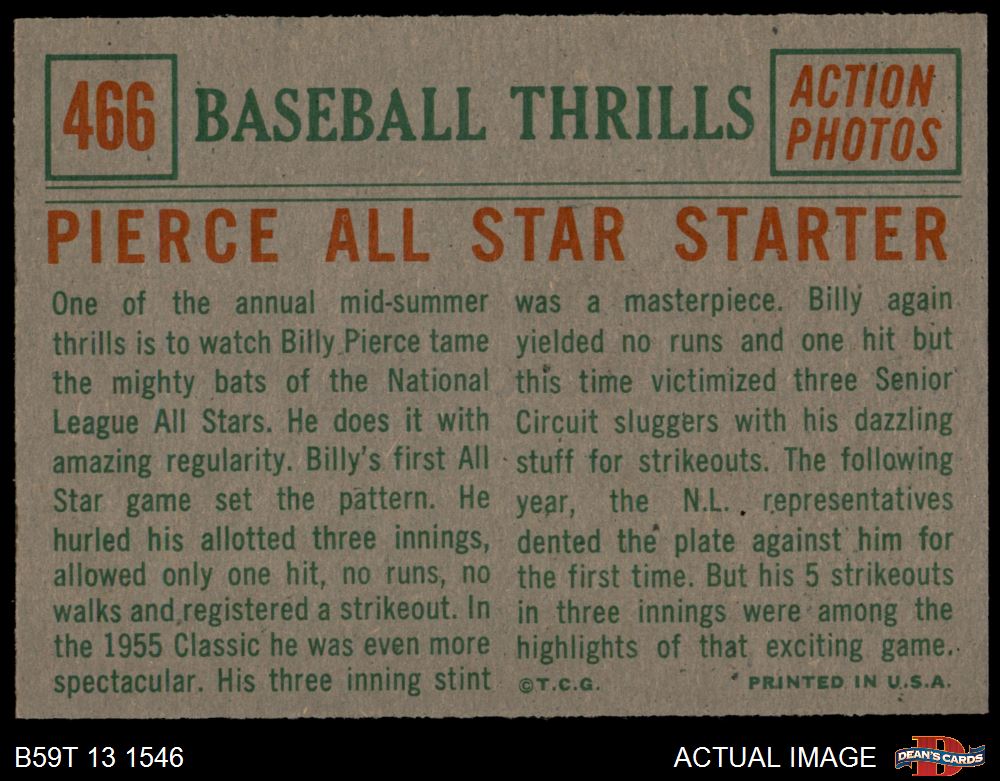 466
BASEBALL THRILLS
ACTION
PHOTOS
PIERCE ALL STAR STARTER
One of the annual mid-summer
thrills is to watch Billy Pierce tame
the mighty bats of the National
League All Stars. He does it with
amazing regularity. Billy's first All
Star game set the pattern. He
hurled his allotted three innings,
allowed only one hit, no runs, no
walks and registered a strikeout. In
the 1955 Classic he was even more
spectacular. His three inning stint
was a masterpiece. Billy again
yielded no runs and one hit but
this time victimized three Senior
Circuit sluggers with his dazzling
stuff for strikeouts. The following
year, the N.L. representatives
dented the plate against him for
the first time. But his 5 strikeouts
in three innings were among the
highlights of that exciting game.
©T.C.G.
PRINTED IN U.S.A.
B59T 13 1546
ACTUAL IMAGE
D
DEAN'S CARDS